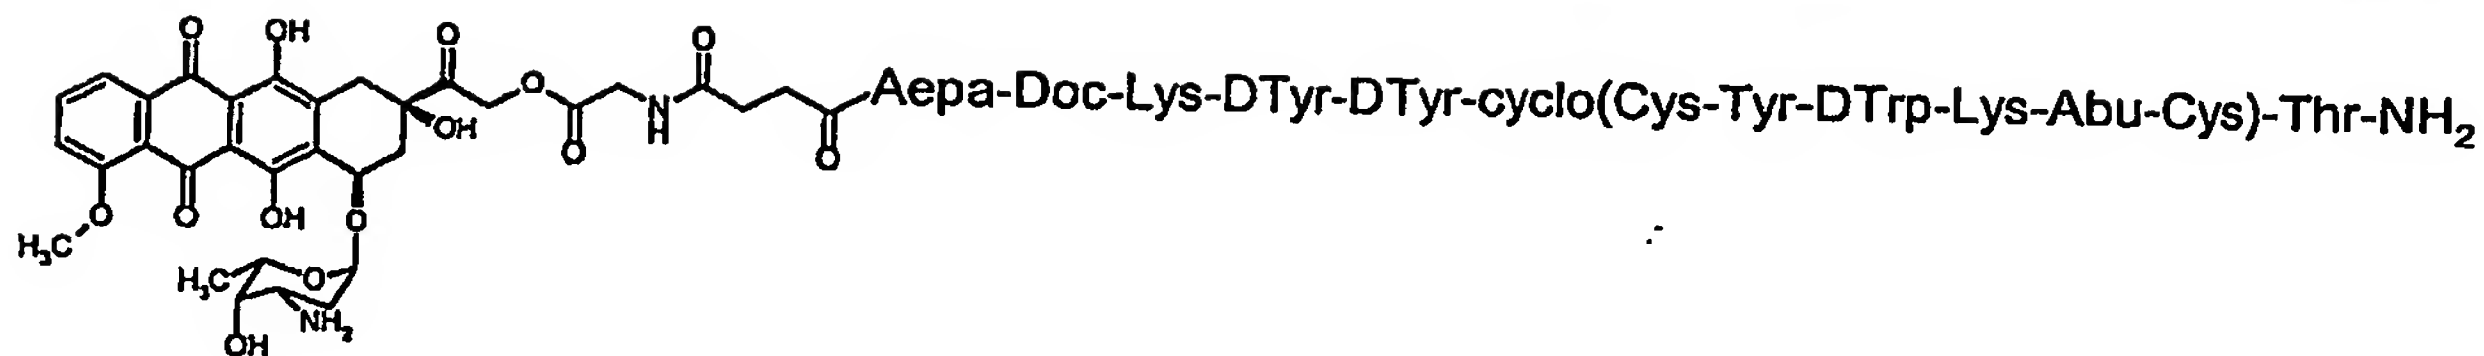 O OH O O
O Aepa-Doc-Lys-DTyr-DTyr-cyclo(Cys-Tyr-DTrp-Lys-Abu-Cys)-Thr-NH2
OH O N H O
O O OH O
H3C
H3C O
NH2
OH